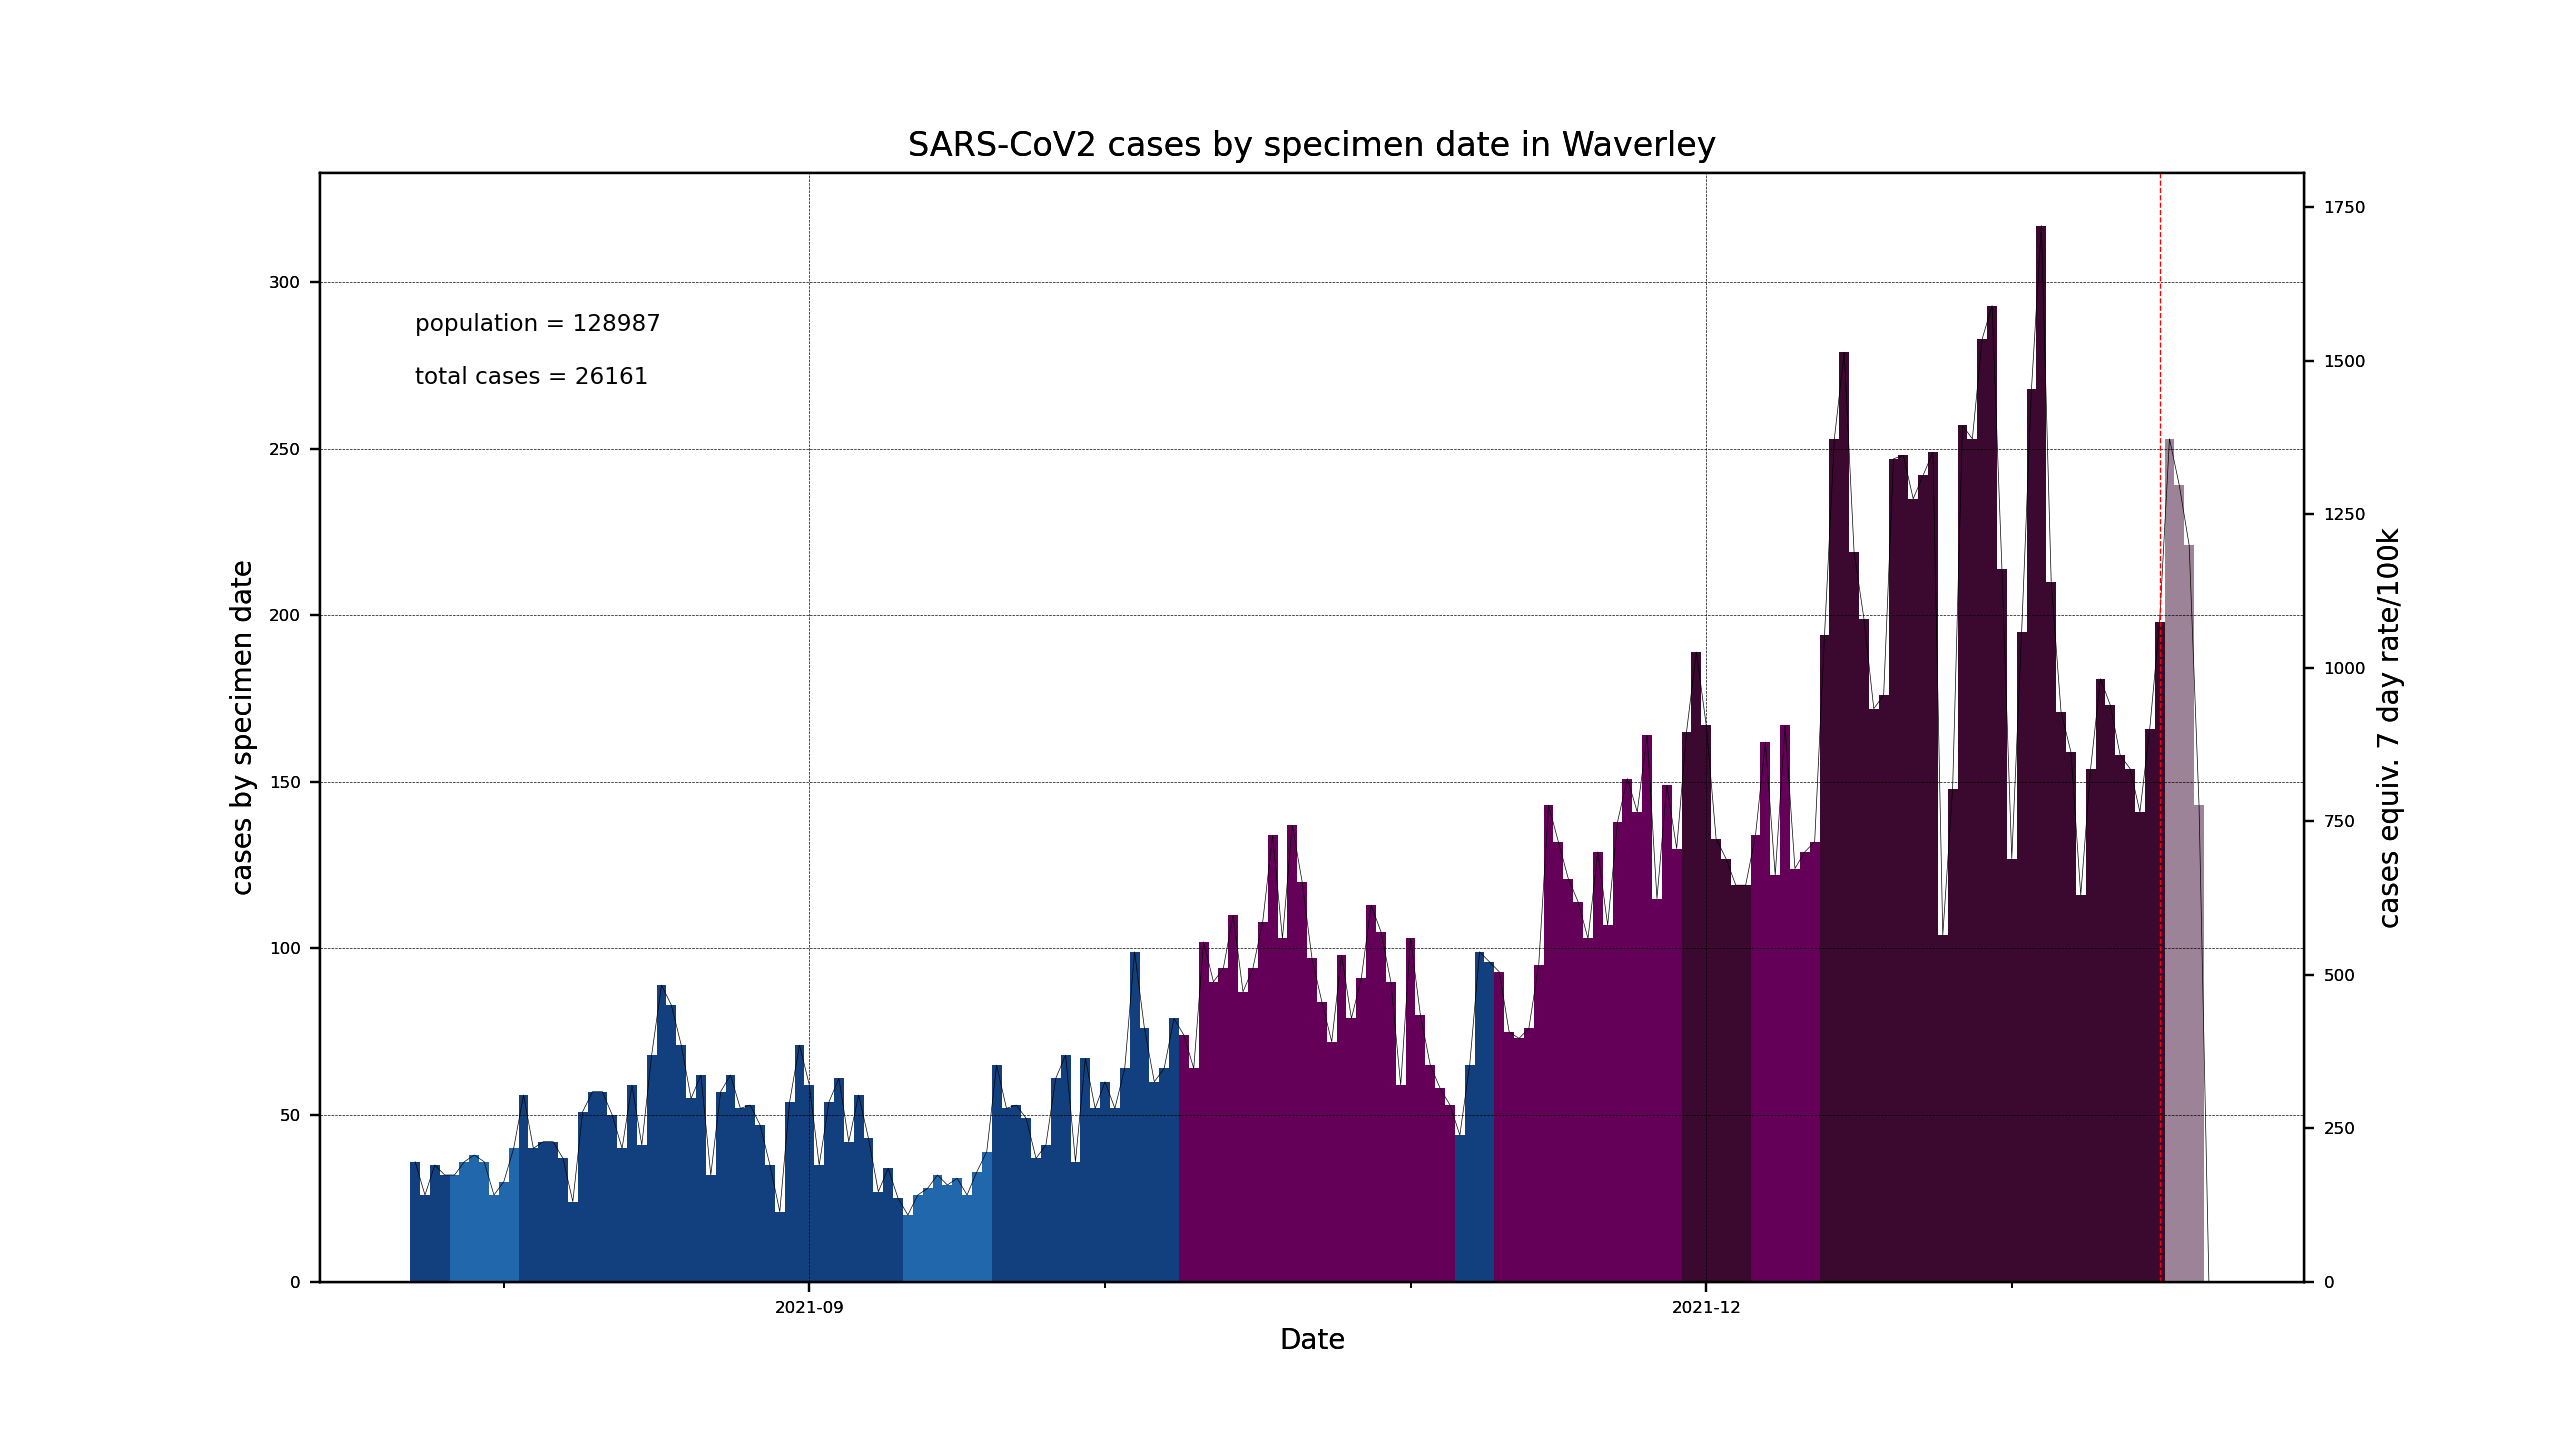 SARS-CoV2 cases by specimen date in Waverley
population = 128987
total cases = 26161
cases by specimen date
300
250
200
150
100
50
0
1750
1500
1250
1000
750
500
250
0
cases equiv. 7 day rate/100k
2021-09
2021-12
Date